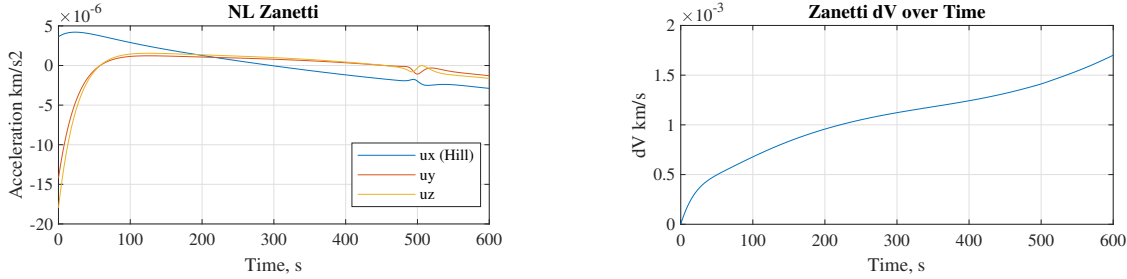 NL Zanetti
×10⁻⁶
5
0
-5
-10
-15
-20
Acceleration km/s2
ux (Hill)
uy
uz
0 100 200 300 400 500 600
Time, s
Zanetti dV over Time
×10⁻³
2
1.5
1
0.5
0
dV km/s
0 100 200 300 400 500 600
Time, s